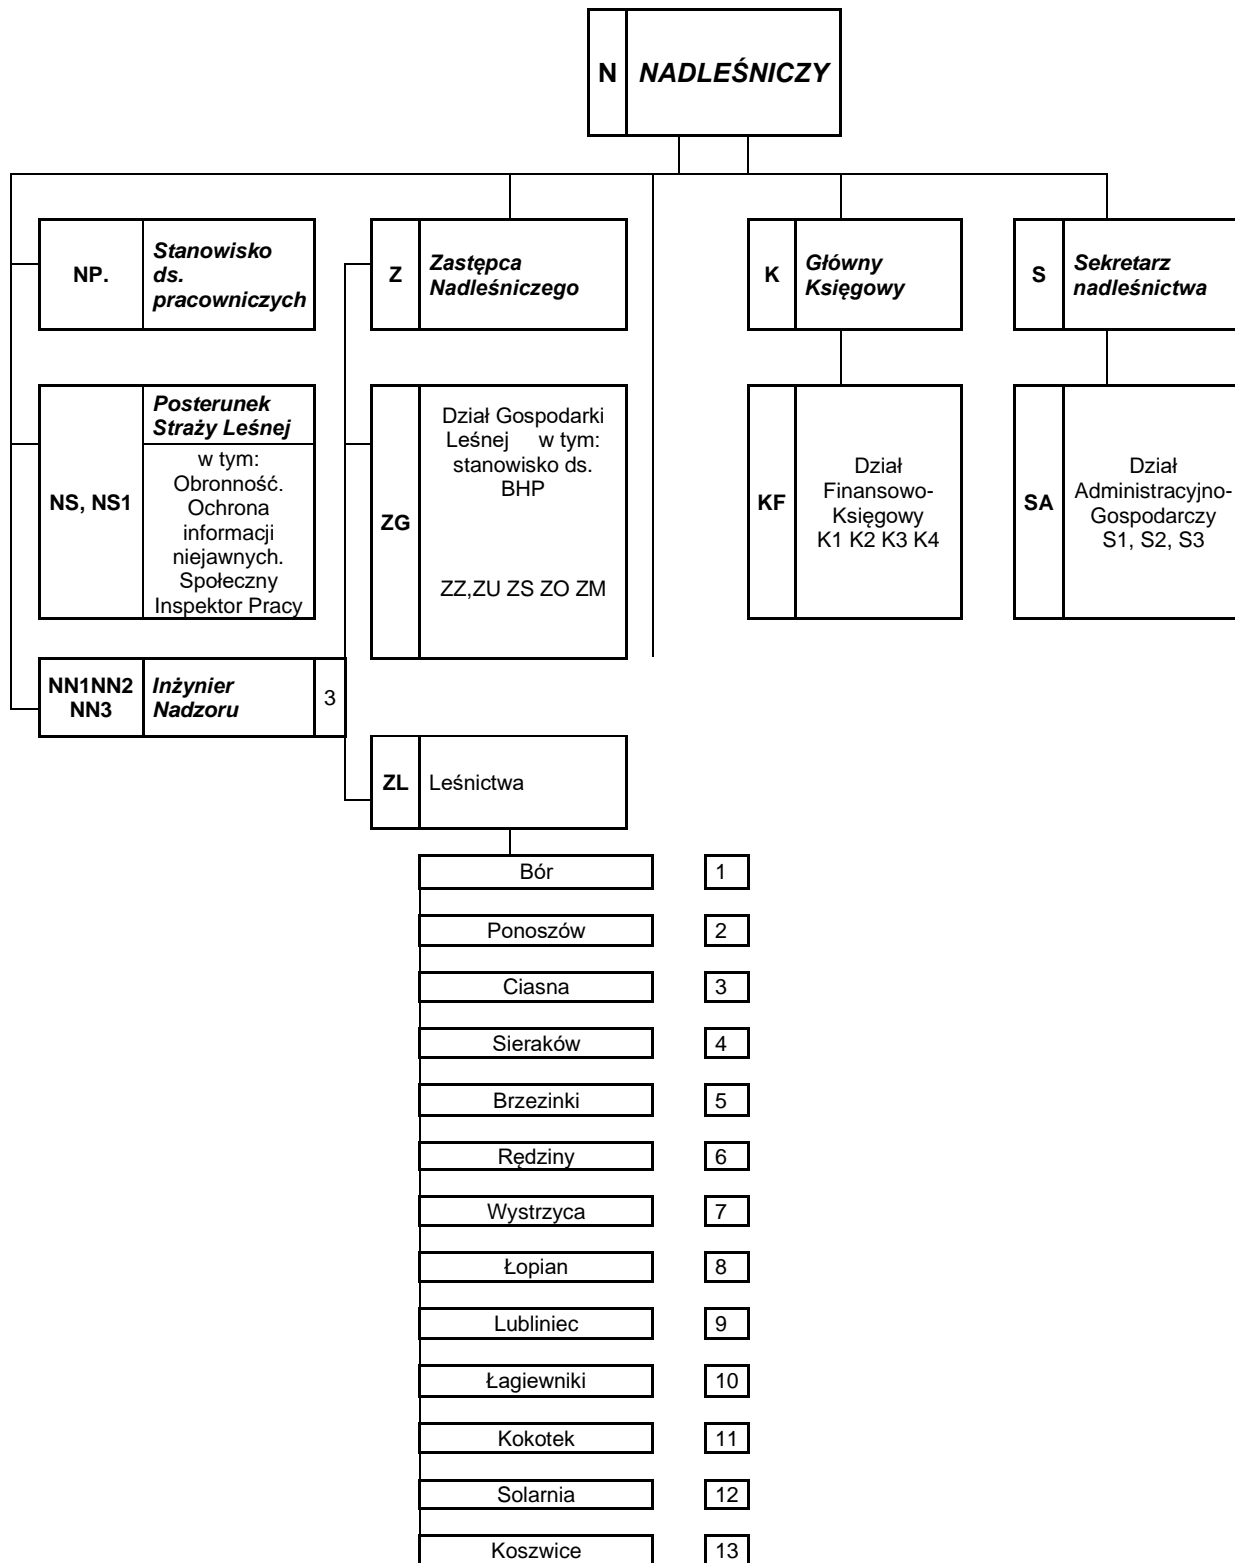 N NADLEŚNICZY
NP.
Stanowisko
ds.
pracowniczych
Z
Zastępca
Nadleśniczego
K
Główny
Księgowy
S
Sekretarz
nadleśnictwa
NS, NS1
Posterunek
Straży Leśnej
w tym:
Obronność.
Ochrona
informacji
niejawnych.
Społeczny
Inspektor Pracy
ZG
Dział Gospodarki
Leśnej w tym:
stanowisko ds.
BHP
ZZ,ZU ZS ZO ZM
KF
Dział
Finansowo-
Księgowy
K1 K2 K3 K4
SA
Dział
Administracyjno-
Gospodarczy
S1, S2, S3
NN1NN2
NN3
Inżynier
Nadzoru
3
ZL Leśnictwa
Bór 1
Ponoszów 2
Ciasna 3
Sieraków 4
Brzezinki 5
Rędziny 6
Wystrzyca 7
Łopian 8
Lubliniec 9
Łagiewniki 10
Kokotek 11
Solarnia 12
Koszwice 13